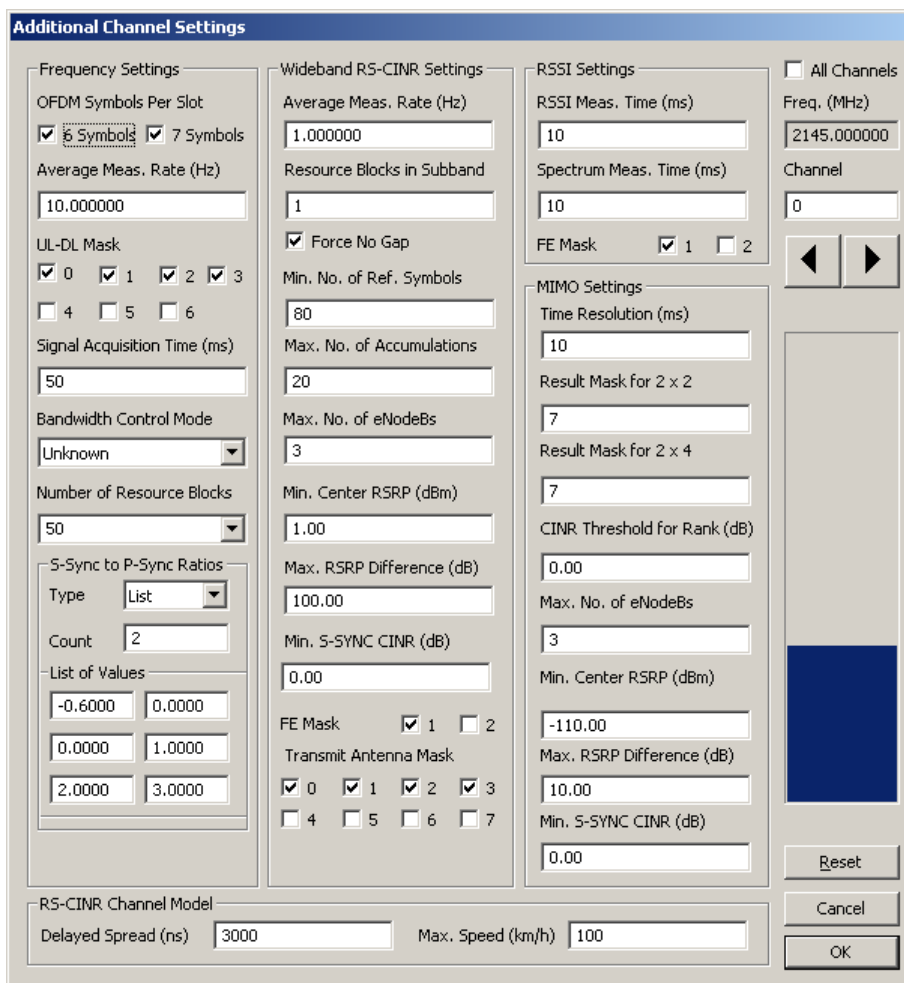 Additional Channel Settings
Frequency Settings
OFDM Symbols Per Slot
6 Symbols 7 Symbols
Average Meas. Rate (Hz)
10.000000
UL-DL Mask
0 1 2 3
4 5 6
Signal Acquisition Time (ms)
50
Bandwidth Control Mode
Unknown
Number of Resource Blocks
50
S-Sync to P-Sync Ratios
Type List
Count 2
List of Values
-0.6000 0.0000
0.0000 1.0000
2.0000 3.0000
Wideband RS-CINR Settings
Average Meas. Rate (Hz)
1.000000
Resource Blocks in Subband
1
Force No Gap
Min. No. of Ref. Symbols
80
Max. No. of Accumulations
20
Max. No. of eNodeBs
3
Min. Center RSRP (dBm)
1.00
Max. RSRP Difference (dB)
100.00
Min. S-SYNC CINR (dB)
0.00
FE Mask 1 2
Transmit Antenna Mask
0 1 2 3
4 5 6 7
RSSI Settings
RSSI Meas. Time (ms)
10
Spectrum Meas. Time (ms)
10
FE Mask 1 2
MIMO Settings
Time Resolution (ms)
10
Result Mask for 2 x 2
7
Result Mask for 2 x 4
7
CINR Threshold for Rank (dB)
0.00
Max. No. of eNodeBs
3
Min. Center RSRP (dBm)
-110.00
Max. RSRP Difference (dB)
10.00
Min. S-SYNC CINR (dB)
0.00
All Channels
Freq. (MHz)
2145.000000
Channel
0
Reset
Cancel
OK
RS-CINR Channel Model
Delayed Spread (ns) 3000 Max. Speed (km/h) 100